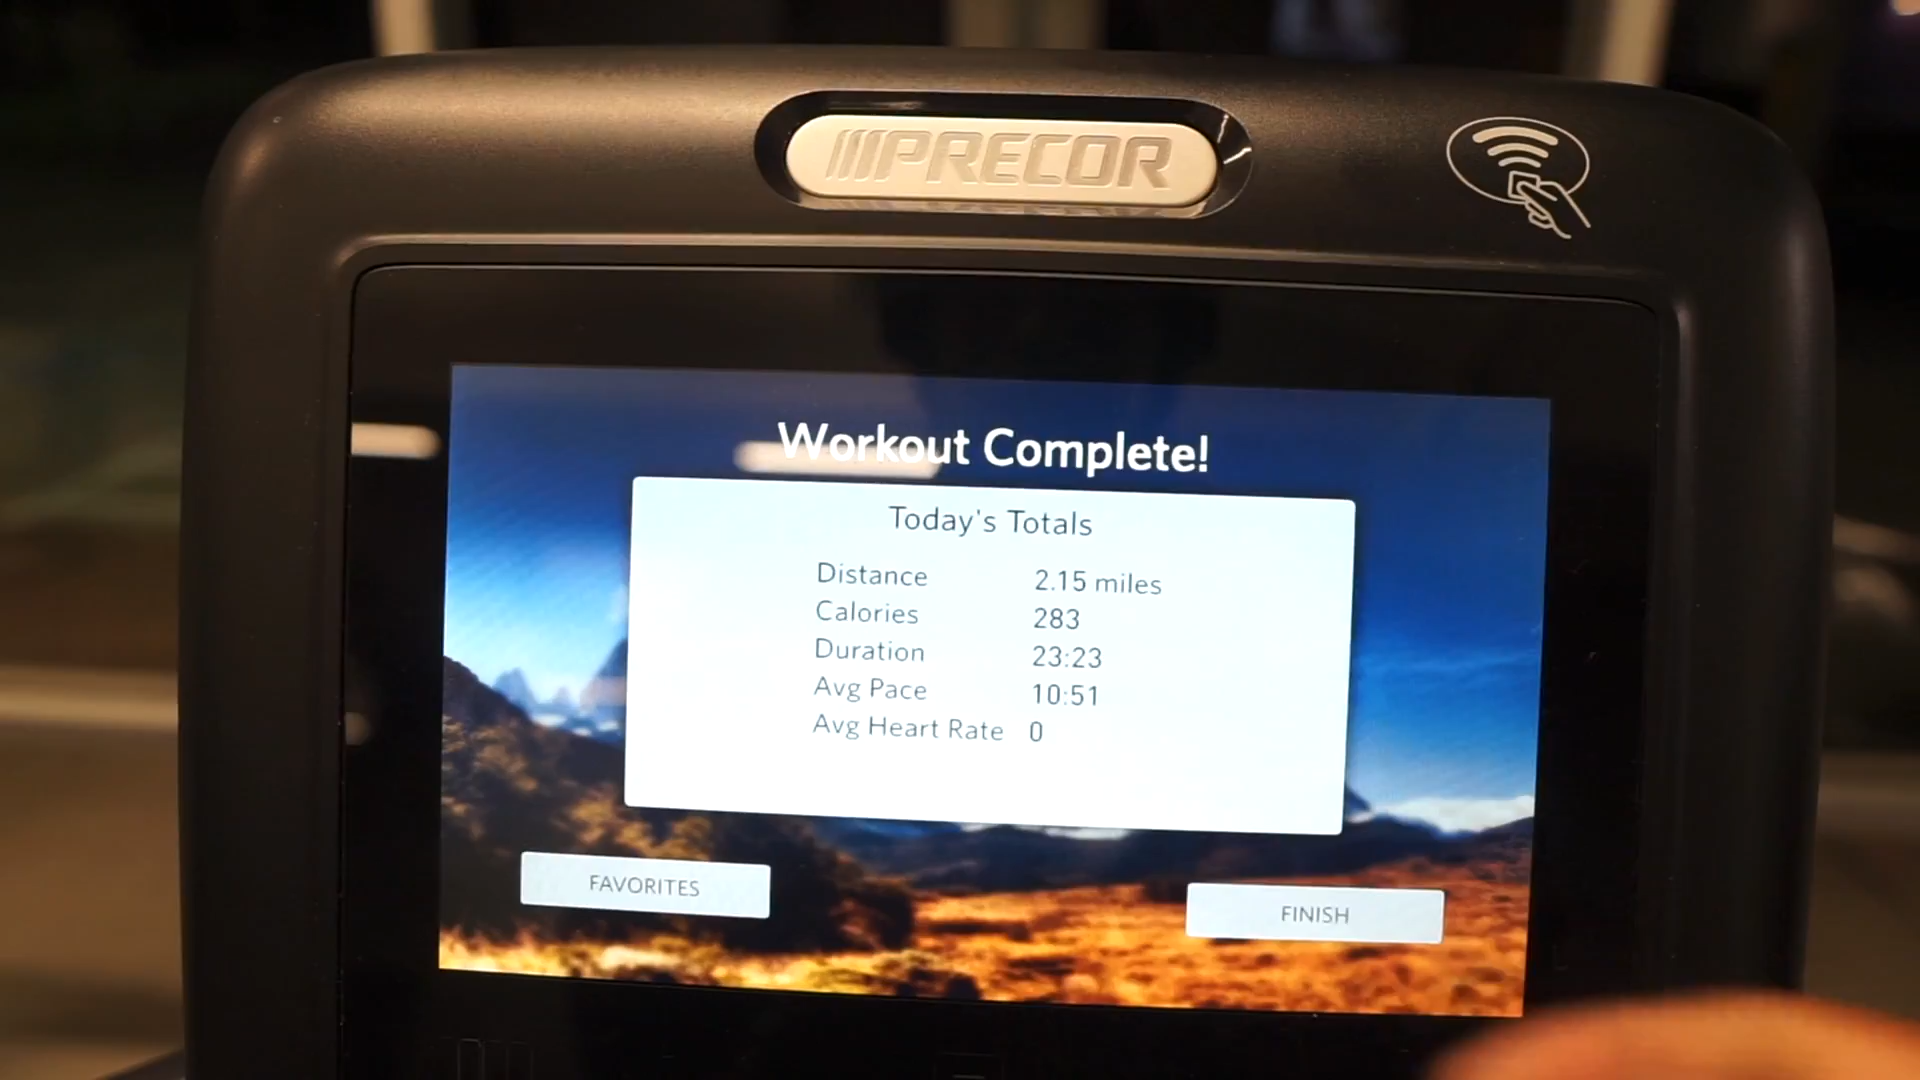 PRECOR
Workout Complete!
Today's Totals
Distance 2.15 miles
Calories 283
Duration 23:23
Avg Pace 10:51
Avg Heart Rate 0
FAVORITES
FINISH